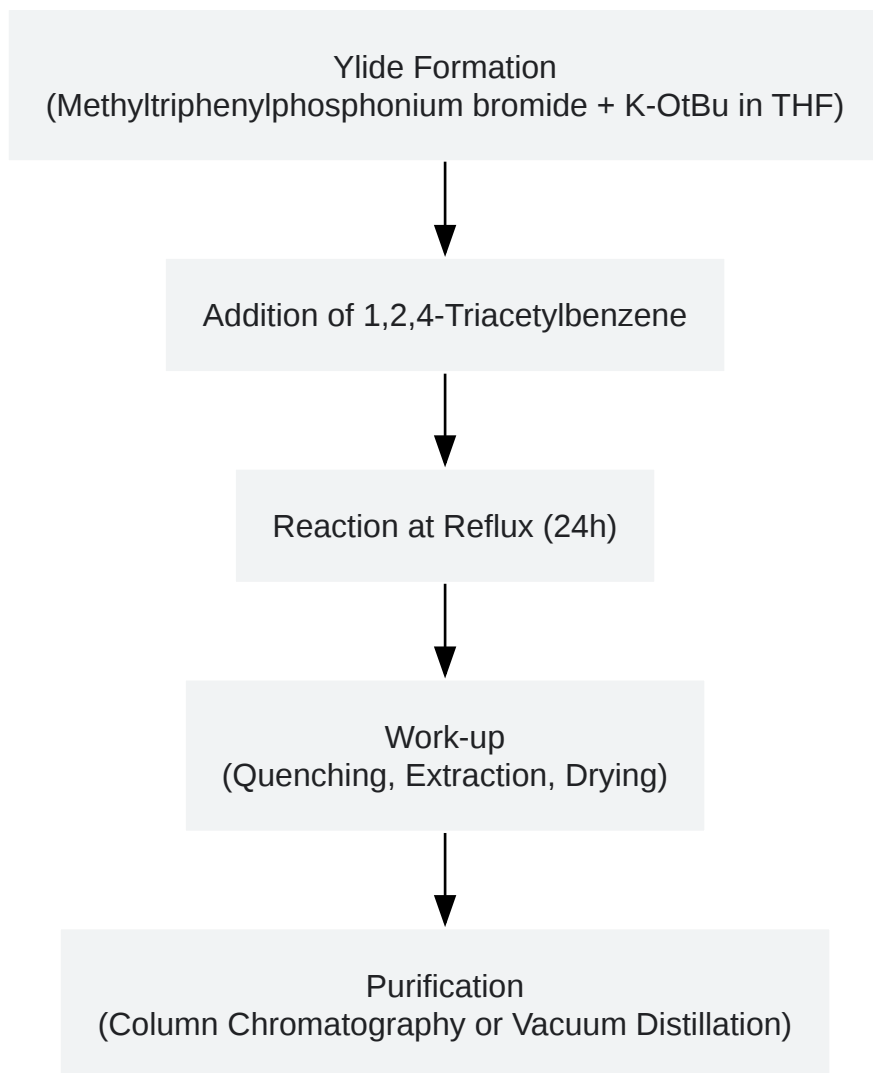 Ylide Formation
(Methyltriphenylphosphonium bromide + K-OtBu in THF)
Addition of 1,2,4-Triacetylbenzene
Reaction at Reflux (24h)
Work-up
(Quenching, Extraction, Drying)
Purification
(Column Chromatography or Vacuum Distillation)